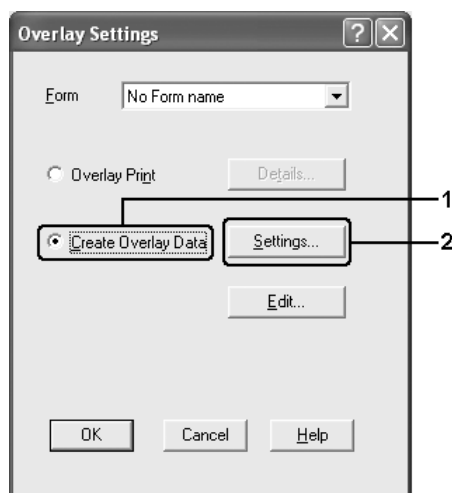 Overlay Settings
Form No Form name
Overlay Print Details...
1
Create Overlay Data Settings...
2
Edit...
OK Cancel Help